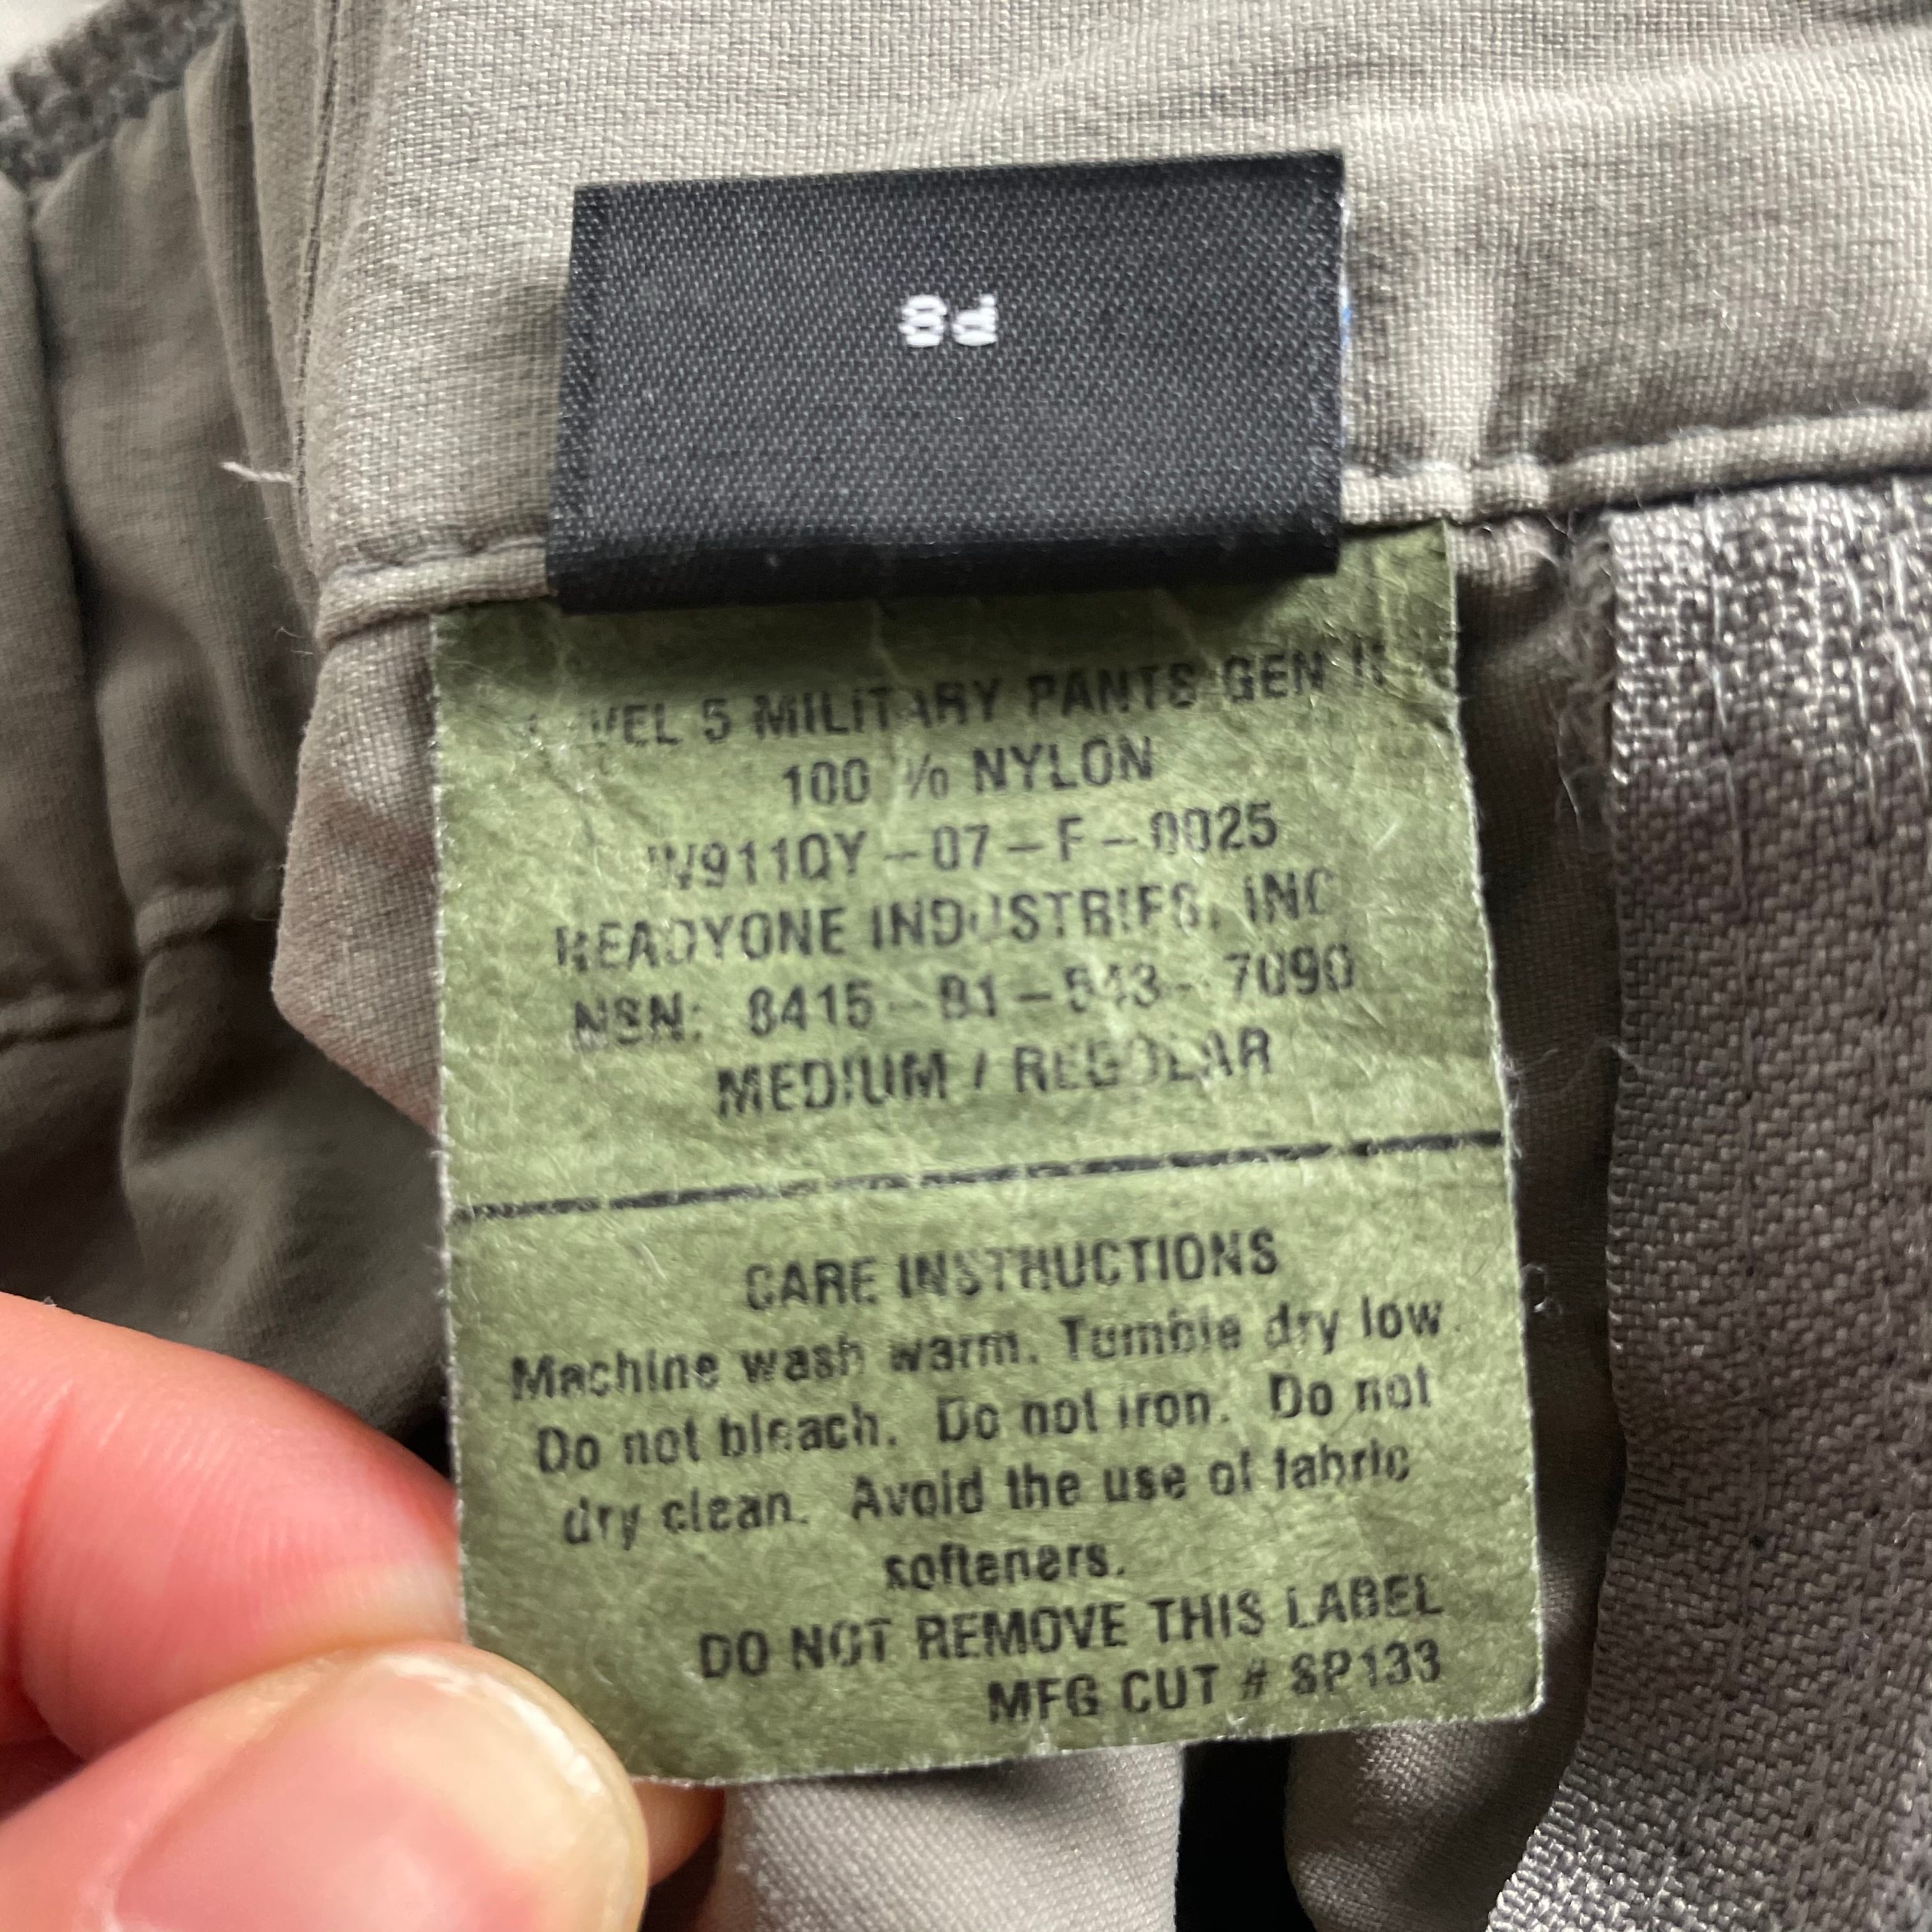 P8
LEVEL 5 MILITARY PANTS GEN II
100 % NYLON
W911QY-07-F-0025
READYONE INDUSTRIES, INC
NSN: 8415-01-543-7090
MEDIUM / REGULAR
CARE INSTRUCTIONS
Machine wash warm. Tumble dry low.
Do not bleach. Do not iron. Do not
dry clean. Avoid the use of fabric
softeners.
DO NOT REMOVE THIS LABEL
MFG CUT # SP133